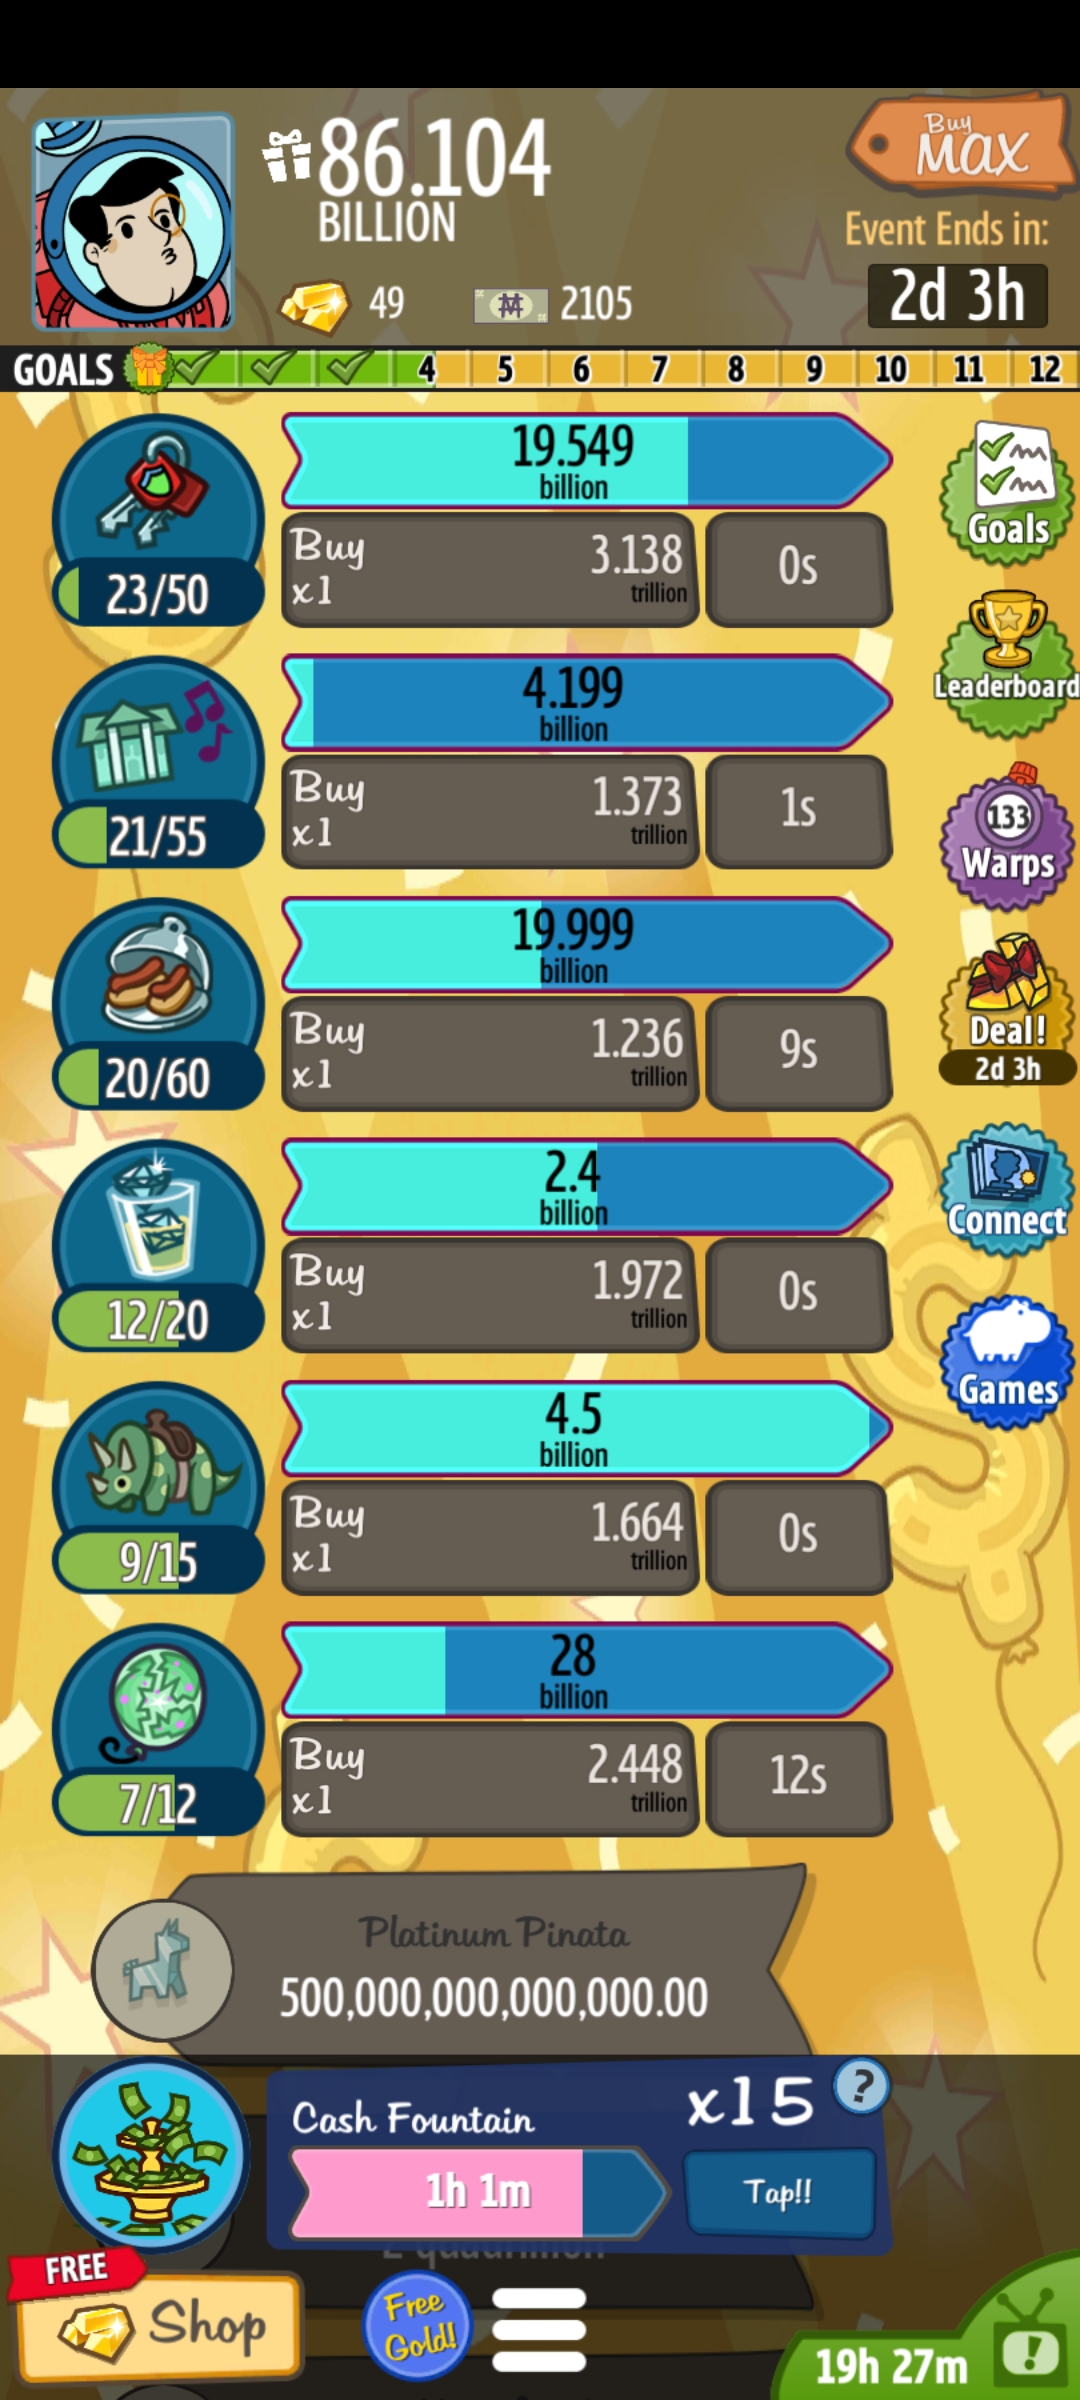 86.104
BILLION
Buy
MAX
Event Ends in:
2d 3h
49
2105
GOALS
4 5 6 7 8 9 10 11 12
19.549
billion
Buy
x1
3.138
trillion
0s
23/50
Goals
Leaderboard
4.199
billion
Buy
x1
1.373
trillion
1s
21/55
133
Warps
19.999
billion
Buy
x1
1.236
trillion
9s
20/60
Deal!
2d 3h
2.4
billion
Buy
x1
1.972
trillion
0s
12/20
Connect
Games
4.5
billion
Buy
x1
1.664
trillion
0s
9/15
28
billion
Buy
x1
2.448
trillion
12s
7/12
Platinum Pinata
500,000,000,000,000.00
Cash Fountain
x15
?
1h 1m
Tap!!
FREE
Shop
Free
Gold!
19h 27m
!